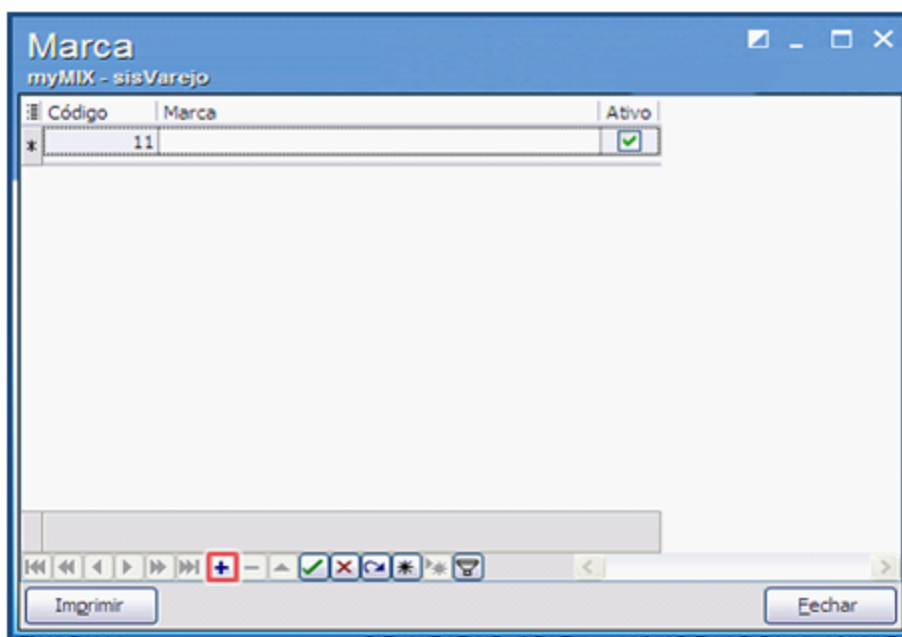 Marca
myMIX - sisVarejo
Código Marca Ativo
11
Imprimir Fechar